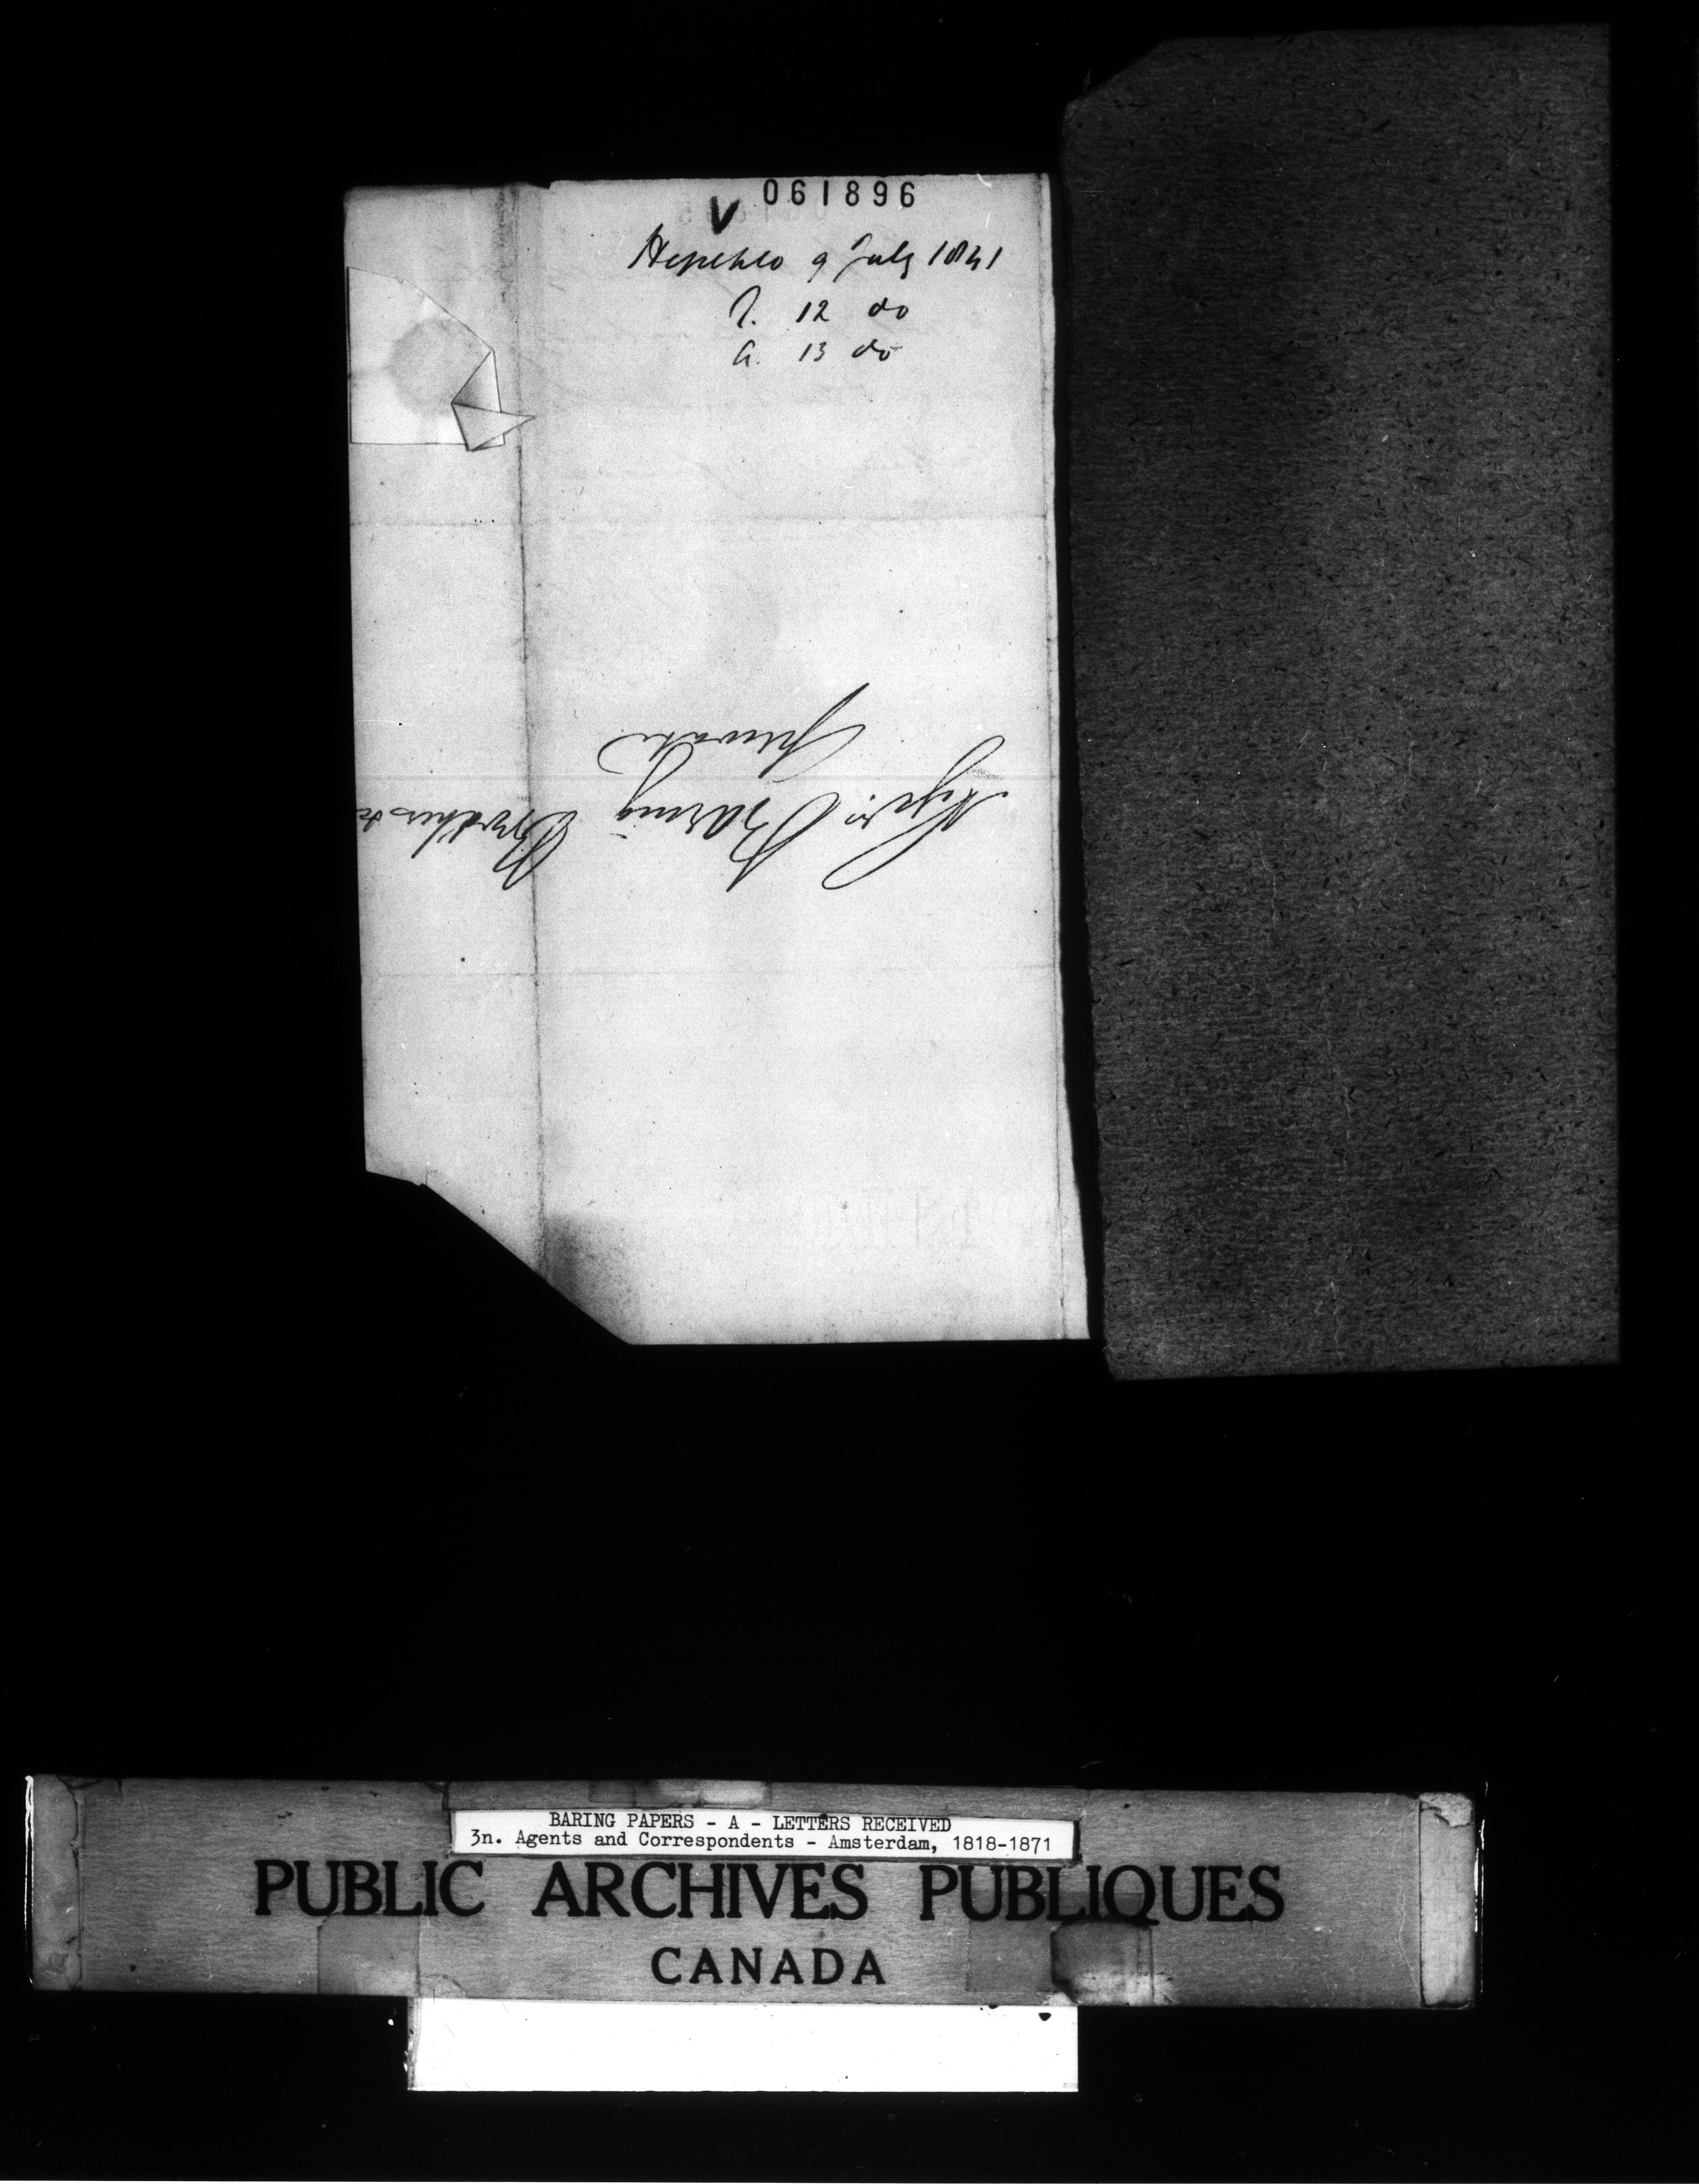 061896
V
9 July 1841
12 do
13 do
private
Baring Brothers &c
BARING PAPERS - A - LETTERS RECEIVED
3n. Agents and Correspondents - Amsterdam, 1818-1871
PUBLIC ARCHIVES PUBLIQUES
CANADA